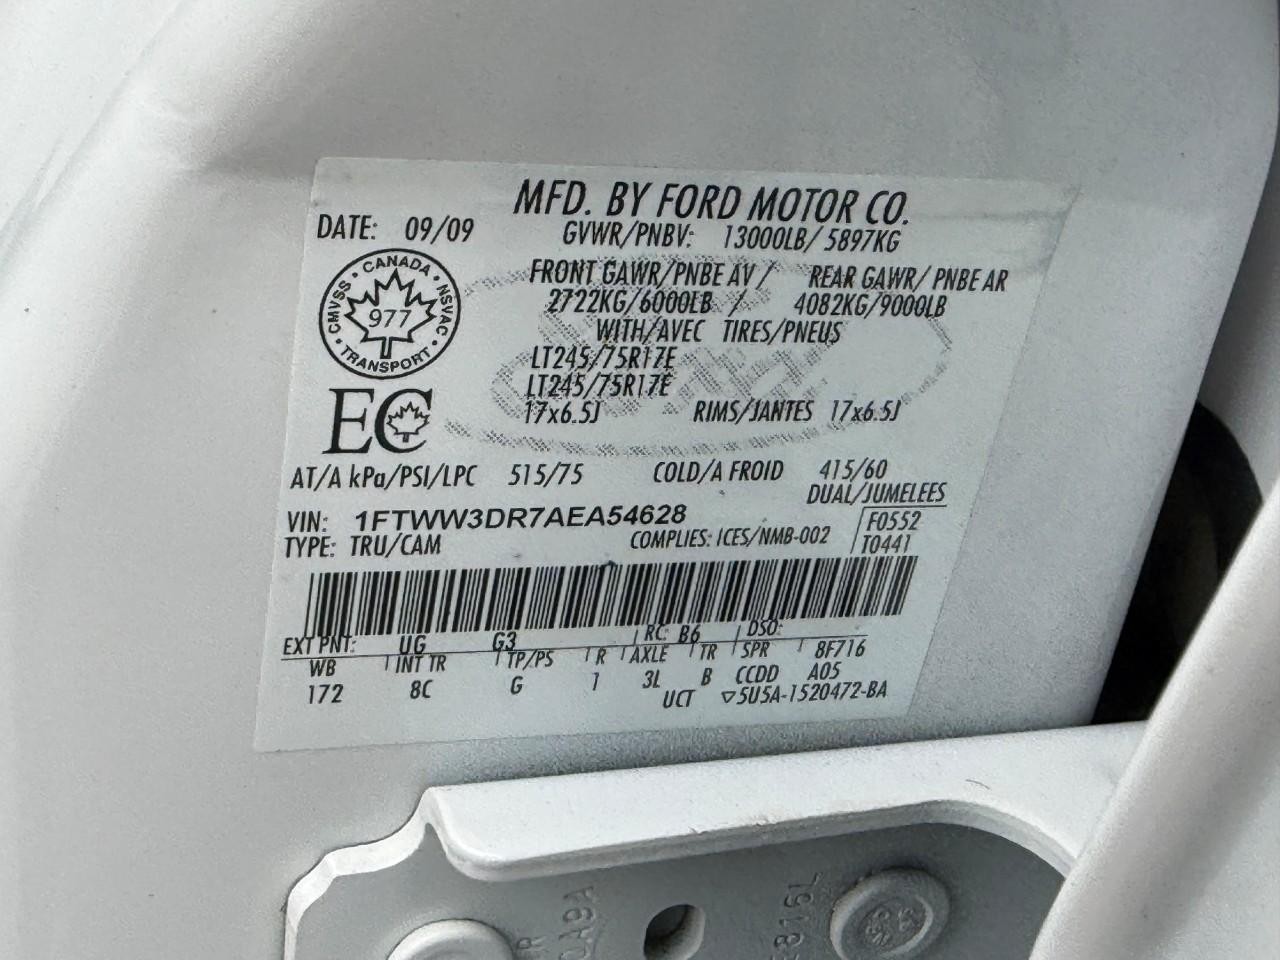 MFD. BY FORD MOTOR CO.
DATE: 09/09 GVWR/PNBV: 13000LB/ 5897KG
FRONT GAWR/PNBE AV / REAR GAWR/ PNBE AR
2722KG/6000LB / 4082KG/9000LB
WITH/AVEC TIRES/PNEUS
LT245/75R17E
LT245/75R17E
17x6.5J RIMS/JANTES 17x6.5J
CMVSS • CANADA • NSVAC • TRANSPORT •
977
EC
AT/A kPa/PSI/LPC 515/75 COLD/A FROID 415/60
DUAL/JUMELEES
VIN: 1FTWW3DR7AEA54628 F0552
TYPE: TRU/CAM COMPLIES: ICES/NMB-002 T0441
EXT PNT: UG G3 RC: B6 DSO:
WB INT TR TP/PS R AXLE TR SPR 8F716
172 8C G 1 3L B CCDD A05
UCT ▽5U5A-1520472-BA